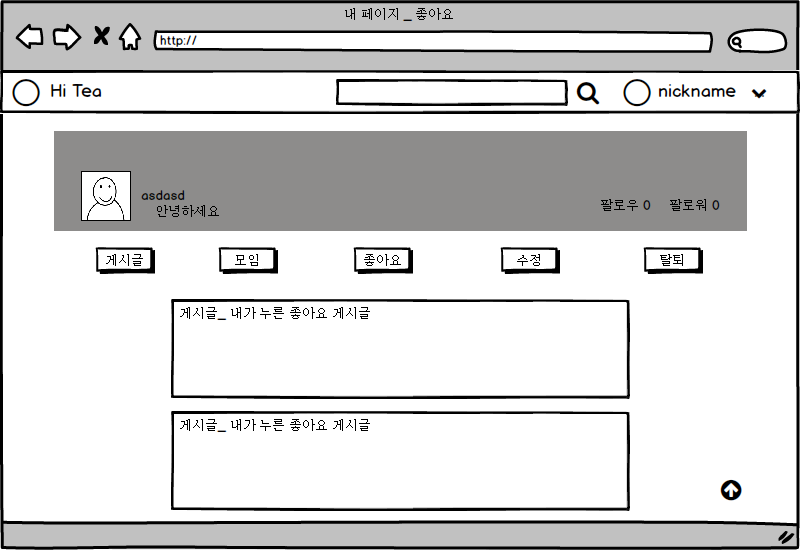 내 페이지 _ 좋아요
http://
Hi Tea
nickname
asdasd
안녕하세요
팔로우 0 팔로워 0
게시글 모임 좋아요 수정 탈퇴
게시글_ 내가 누른 좋아요 게시글
게시글_ 내가 누른 좋아요 게시글